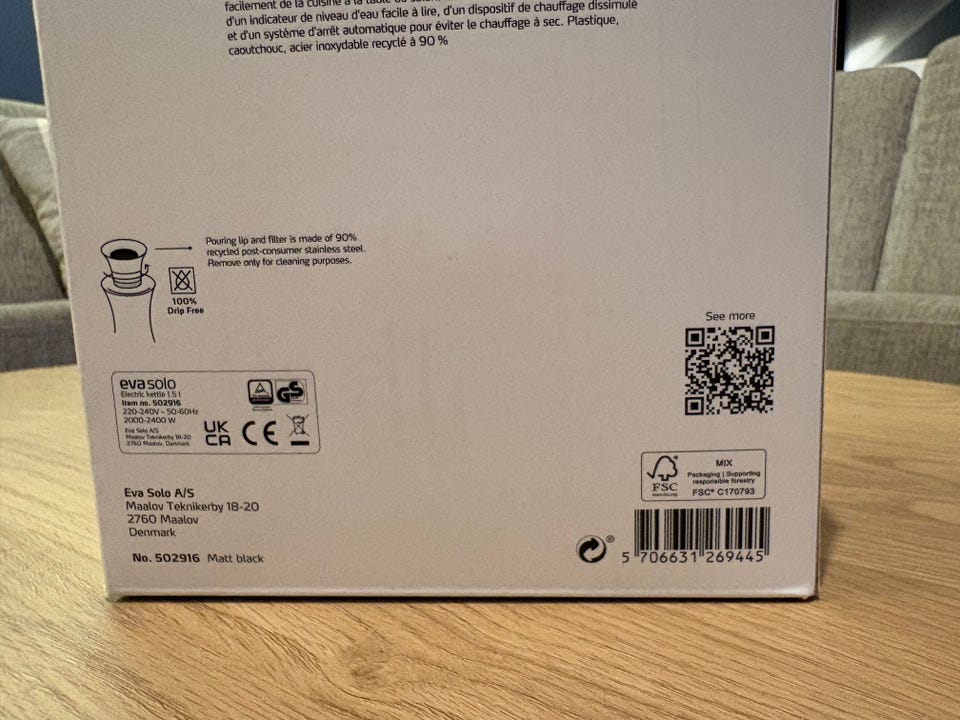 facilement de la cuisine à la table ou
d'un indicateur de niveau d'eau facile à lire, d'un dispositif de chauffage dissimulé
et d'un système d'arrêt automatique pour éviter le chauffage à sec. Plastique,
caoutchouc, acier inoxydable recyclé à 90 %
Pouring lip and filter is made of 90%
recycled post-consumer stainless steel.
Remove only for cleaning purposes.
100%
Drip Free
See more
eva solo
Electric kettle 1.5 l
Item no. 502916
220-240V ~ 50-60Hz
2000-2400 W
Eva Solo A/S
Maalov Teknikerby 18-20
2760 Maalov, Denmark
GS
UK
CA
CE
FSC
www.fsc.org
MIX
Packaging | Supporting
responsible forestry
FSC® C170793
Eva Solo A/S
Maalov Teknikerby 18-20
2760 Maalov
Denmark
No. 502916 Matt black
®
5 706631 269445